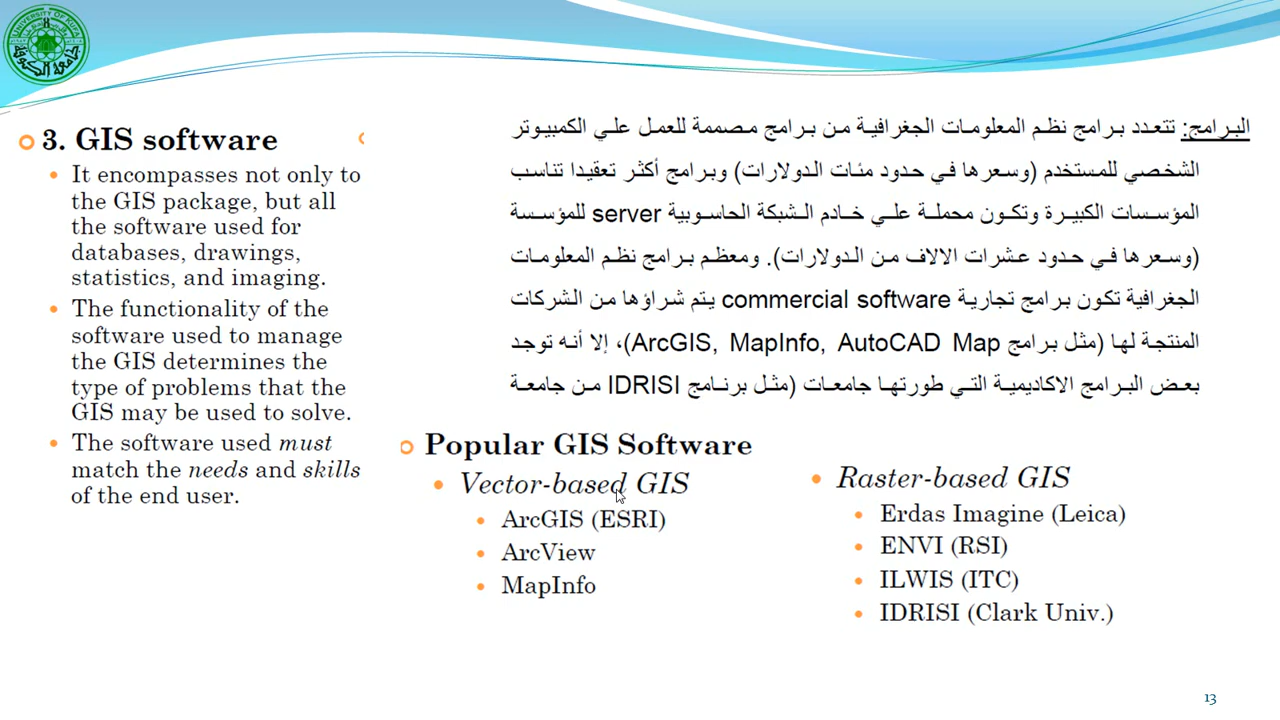 UNIVERSITY OF KUFA
جامعة الكوفة
3. GIS software
It encompasses not only to
the GIS package, but all
the software used for
databases, drawings,
statistics, and imaging.
The functionality of the
software used to manage
the GIS determines the
type of problems that the
GIS may be used to solve.
The software used must
match the needs and skills
of the end user.
البرامج: تتعدد برامج نظم المعلومات الجغرافية من برامج مصممة للعمل علي الكمبيوتر
الشخصي للمستخدم (وسعرها في حدود مئات الدولارات) وبرامج أكثر تعقيدا تناسب
المؤسسات الكبيرة وتكون محملة علي خادم الشبكة الحاسوبية server للمؤسسة
(وسعرها في حدود عشرات الالاف من الدولارات). ومعظم برامج نظم المعلومات
الجغرافية تكون برامج تجارية commercial software يتم شراؤها من الشركات
المنتجة لها (مثل برامج ArcGIS, MapInfo, AutoCAD Map)، إلا أنه توجد
بعض البرامج الاكاديمية التي طورتها جامعات (مثل برنامج IDRISI من جامعة
Popular GIS Software
Vector-based GIS
ArcGIS (ESRI)
ArcView
MapInfo
Raster-based GIS
Erdas Imagine (Leica)
ENVI (RSI)
ILWIS (ITC)
IDRISI (Clark Univ.)
13